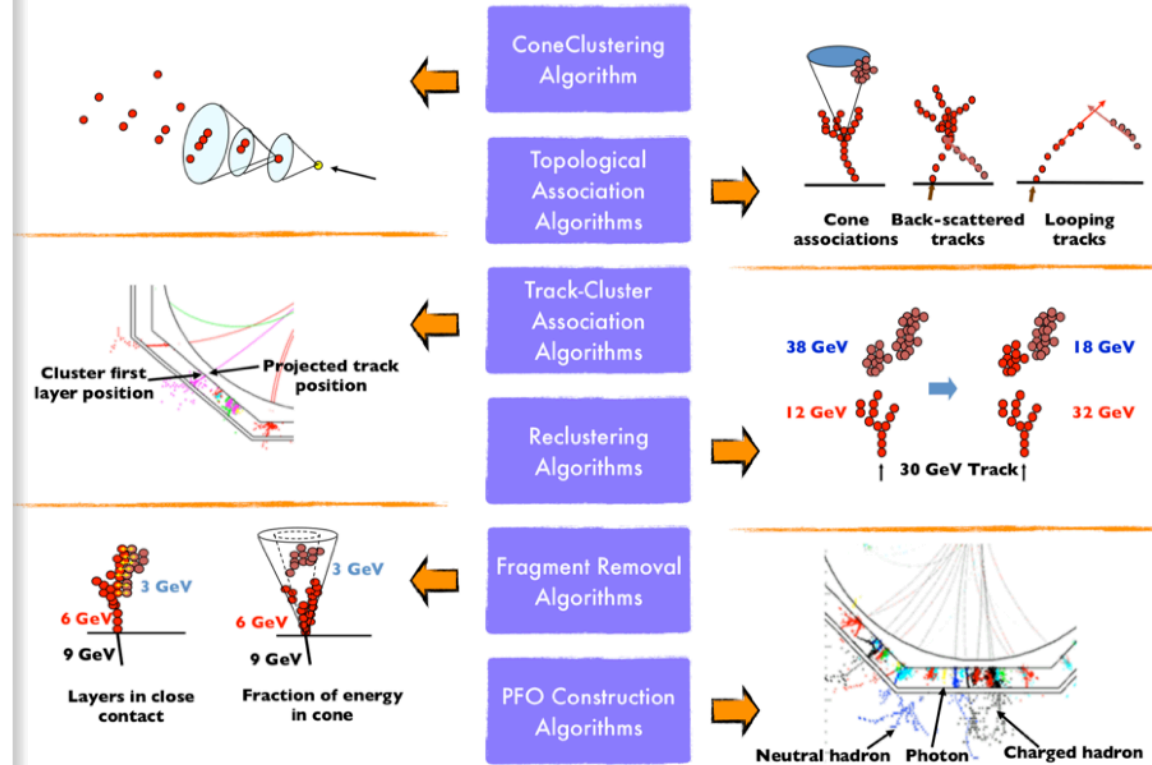 ConeClustering
Algorithm
Topological
Association
Algorithms
Cone
associations
Back-scattered
tracks
Looping
tracks
Track-Cluster
Association
Algorithms
Cluster first
layer position
Projected track
position
Reclustering
Algorithms
38 GeV
18 GeV
12 GeV
32 GeV
30 GeV Track
Fragment Removal
Algorithms
3 GeV
6 GeV
9 GeV
Layers in close
contact
3 GeV
6 GeV
9 GeV
Fraction of energy
in cone
PFO Construction
Algorithms
Neutral hadron
Photon
Charged hadron